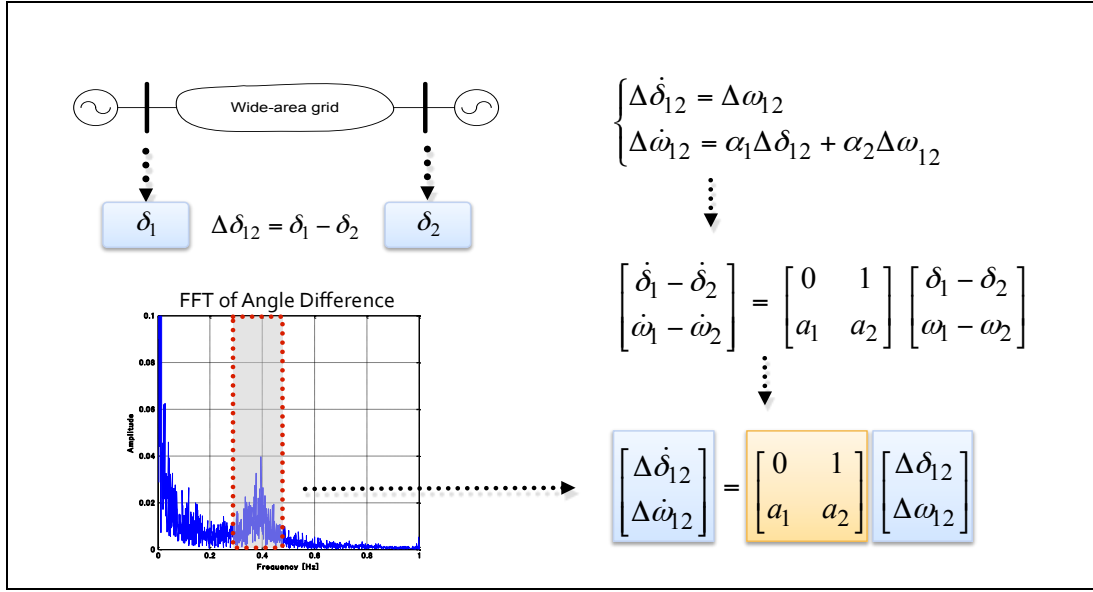 Wide-area grid
δ1
Δδ12 = δ1 − δ2
δ2
FFT of Angle Difference
Amplitude
0.1
0.08
0.06
0.04
0.02
0
0 0.2 0.4 0.6 0.8 1
Frequency [Hz]
{ Δδ̇12 = Δω12
Δω̇12 = α1Δδ12 + α2Δω12
[δ̇1 − δ̇2] = [0 1] [δ1 − δ2]
[ω̇1 − ω̇2] [a1 a2] [ω1 − ω2]
[Δδ̇12] = [0 1] [Δδ12]
[Δω̇12] [a1 a2] [Δω12]